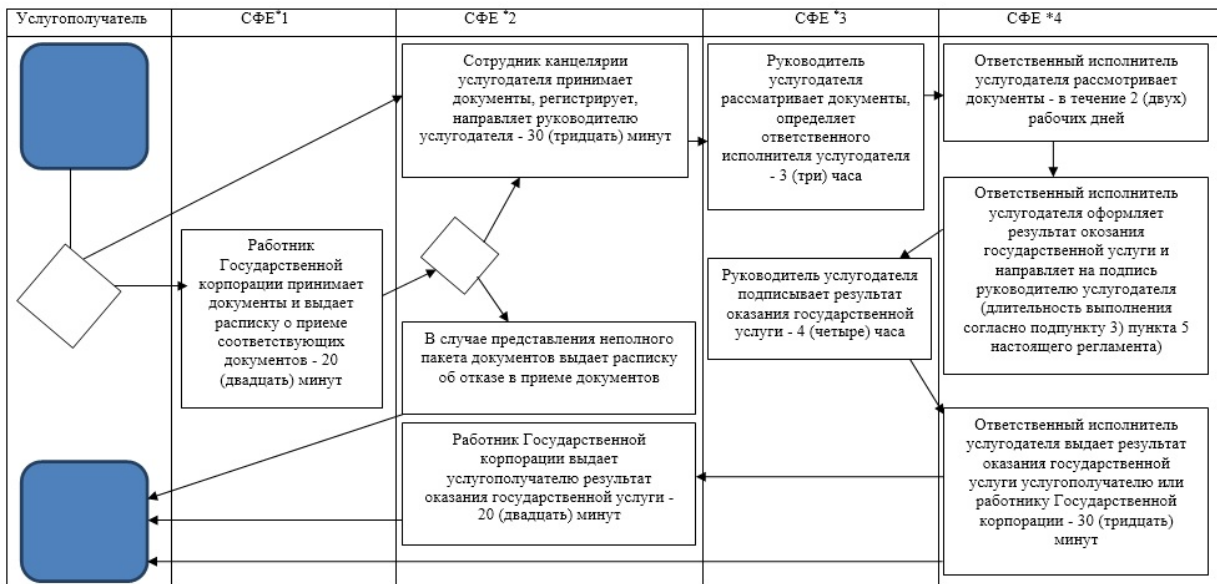 Услугополучатель
СФЕ*1
СФЕ *2
СФЕ *3
СФЕ *4
Сотрудник канцелярии
услугодателя принимает
документы, регистрирует,
направляет руководителю
услугодателя - 30 (тридцать) минут
Руководитель
услугодателя
рассматривает документы,
определяет
ответственного
исполнителя услугодателя
- 3 (три) часа
Ответственный исполнитель
услугодателя рассмотривает
документы - в течение 2 (двух)
рабочих дней
Работник
Государственной
корпорации принимает
документы и выдает
расписку о приеме
соответствующих
документов - 20
(двадцать) минут
Ответственный исполнитель
услугодателя оформляет
результат окозания
государственной услуги и
направляет на подпись
руководителю услугодателя
(длительность выполнения
согласно подпункту 3) пункта 5
настоящего регламента)
Руководитель услугодателя
подписывает результат
оказания государственной
услуги - 4 (четыре) часа
В случае представления неполного
пакета документов выдает расписку
об отказе в приеме документов
Работник Государственной
корпорации выдает
услугополучателю результат
оказания государственной услуги -
20 (двадцать) минут
Ответственный исполнитель
услугодателя выдает результат
оказания государственной
услуги услугополучателю или
работнику Государственной
корпорации - 30 (тридцать)
минут